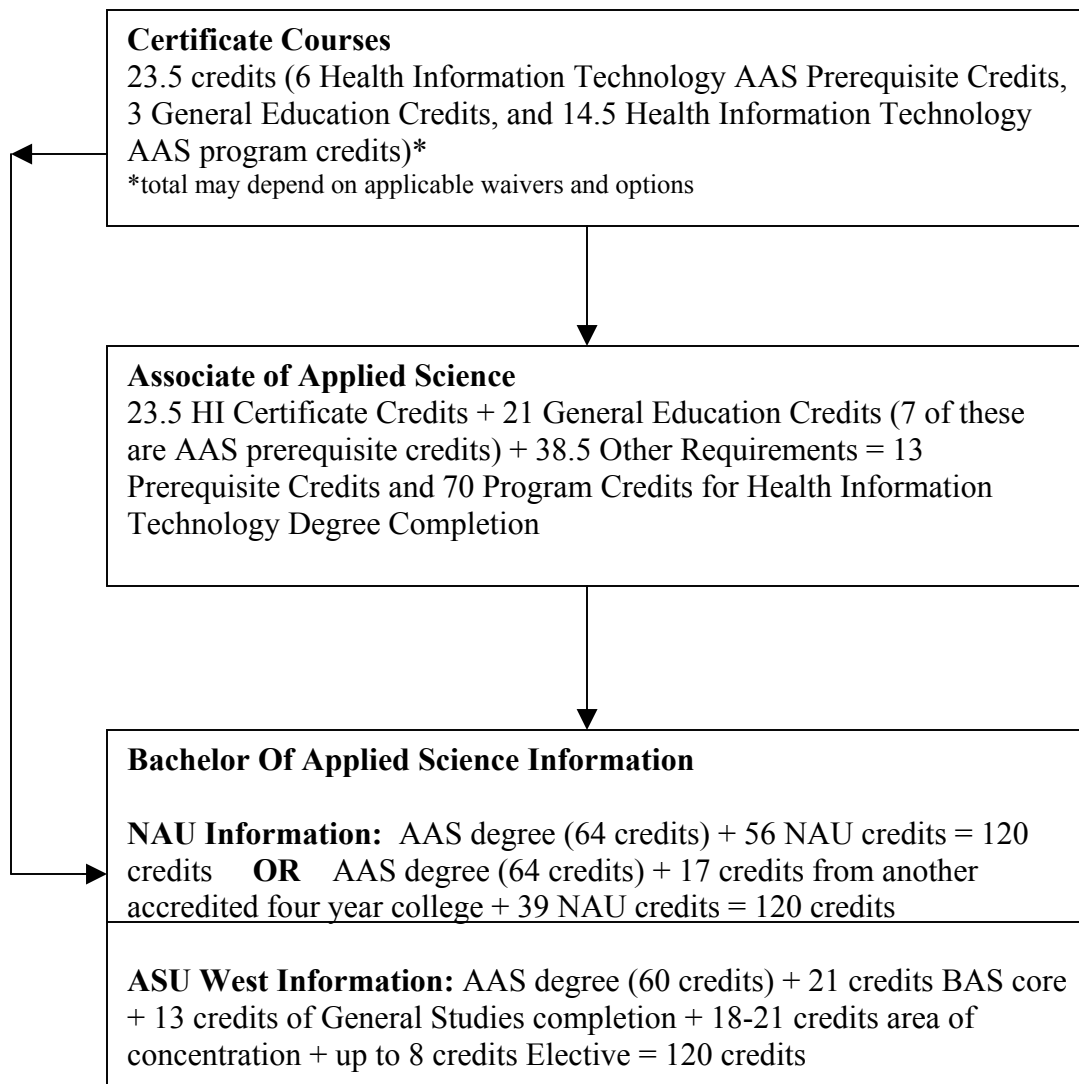 Certificate Courses
23.5 credits (6 Health Information Technology AAS Prerequisite Credits,
3 General Education Credits, and 14.5 Health Information Technology
AAS program credits)*
*total may depend on applicable waivers and options
Associate of Applied Science
23.5 HI Certificate Credits + 21 General Education Credits (7 of these
are AAS prerequisite credits) + 38.5 Other Requirements = 13
Prerequisite Credits and 70 Program Credits for Health Information
Technology Degree Completion
Bachelor Of Applied Science Information
NAU Information: AAS degree (64 credits) + 56 NAU credits = 120
credits OR AAS degree (64 credits) + 17 credits from another
accredited four year college + 39 NAU credits = 120 credits
ASU West Information: AAS degree (60 credits) + 21 credits BAS core
+ 13 credits of General Studies completion + 18-21 credits area of
concentration + up to 8 credits Elective = 120 credits